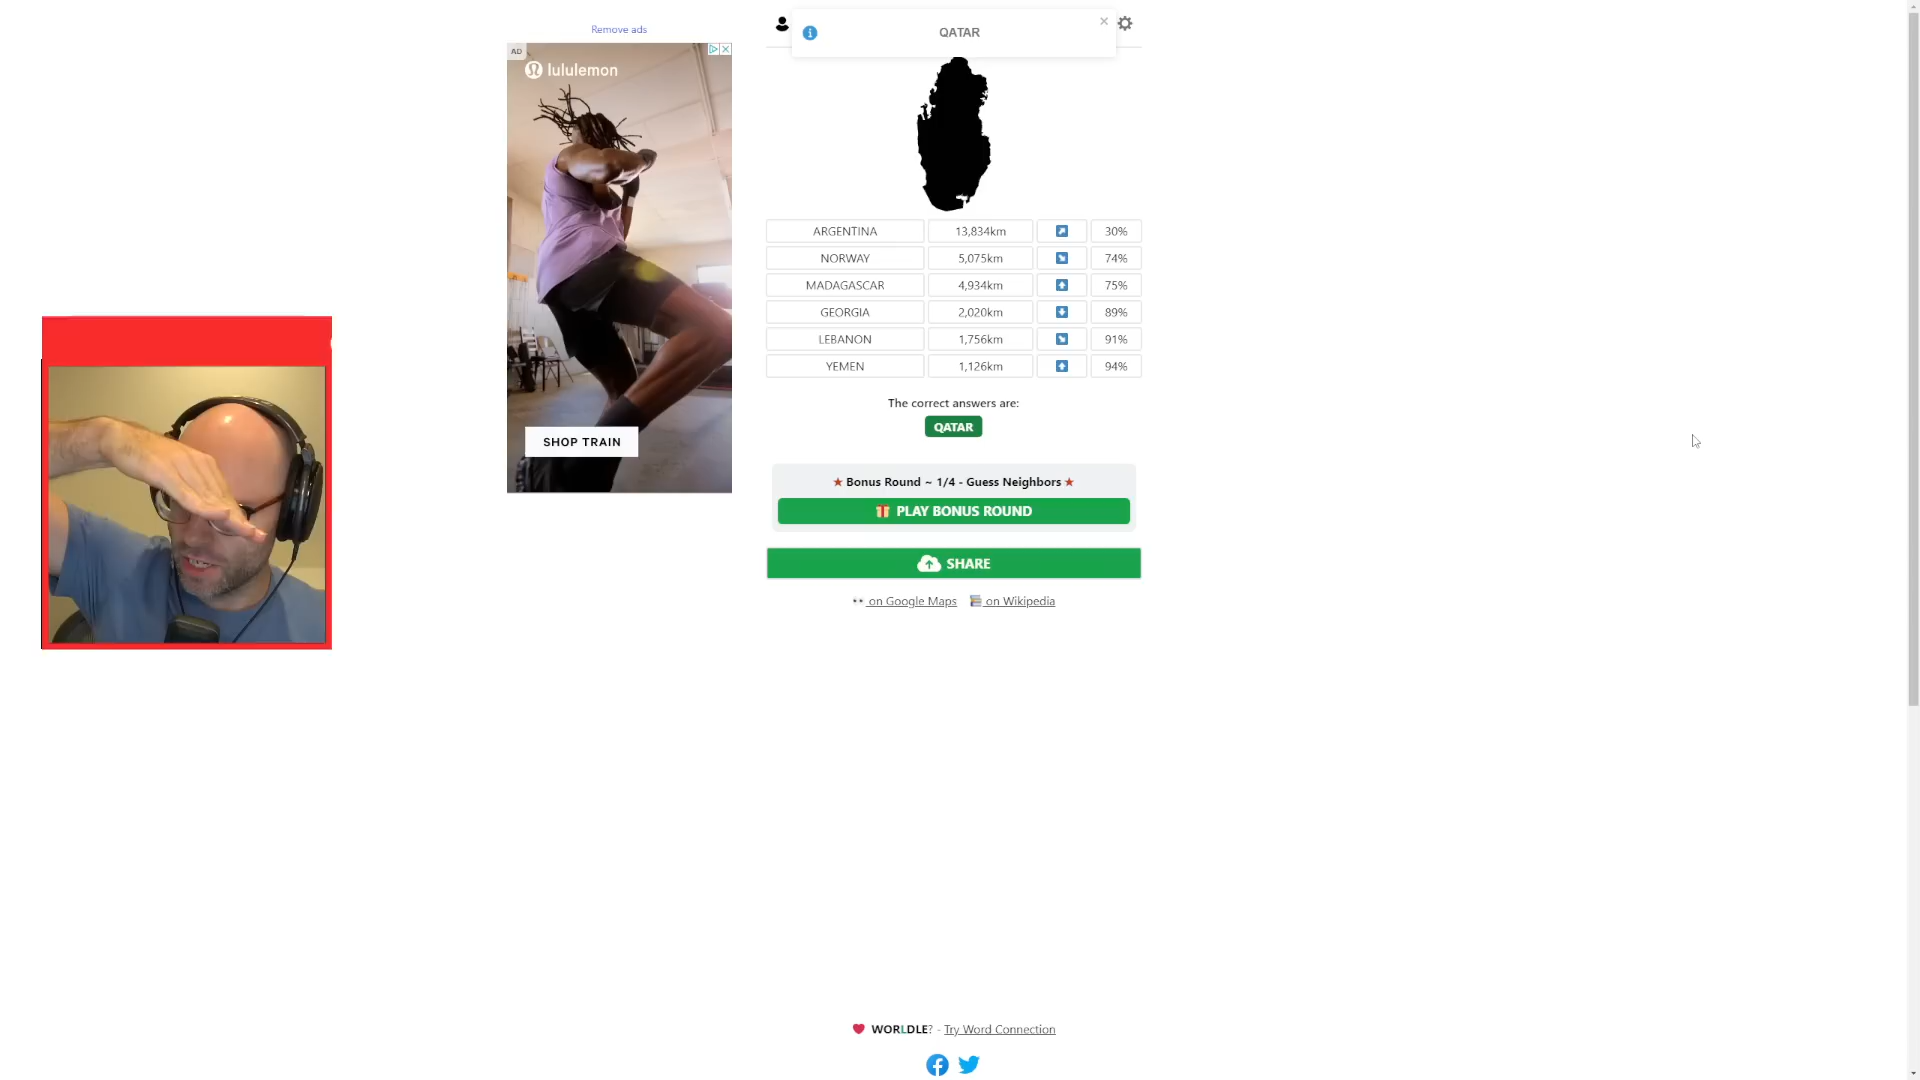 Remove ads
AD
lululemon
SHOP TRAIN
QATAR
ARGENTINA 13,834km 30%
NORWAY 5,075km 74%
MADAGASCAR 4,934km 75%
GEORGIA 2,020km 89%
LEBANON 1,756km 91%
YEMEN 1,126km 94%
The correct answers are:
QATAR
Bonus Round ~ 1/4 - Guess Neighbors
PLAY BONUS ROUND
SHARE
on Google Maps on Wikipedia
WORLDLE? - Try Word Connection